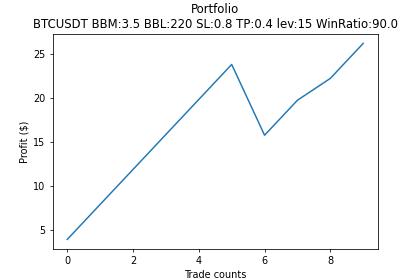 Portfolio
BTCUSDT BBM:3.5 BBL:220 SL:0.8 TP:0.4 lev:15 WinRatio:90.0
25
20
15
10
5
Profit ($)
0 2 4 6 8
Trade counts